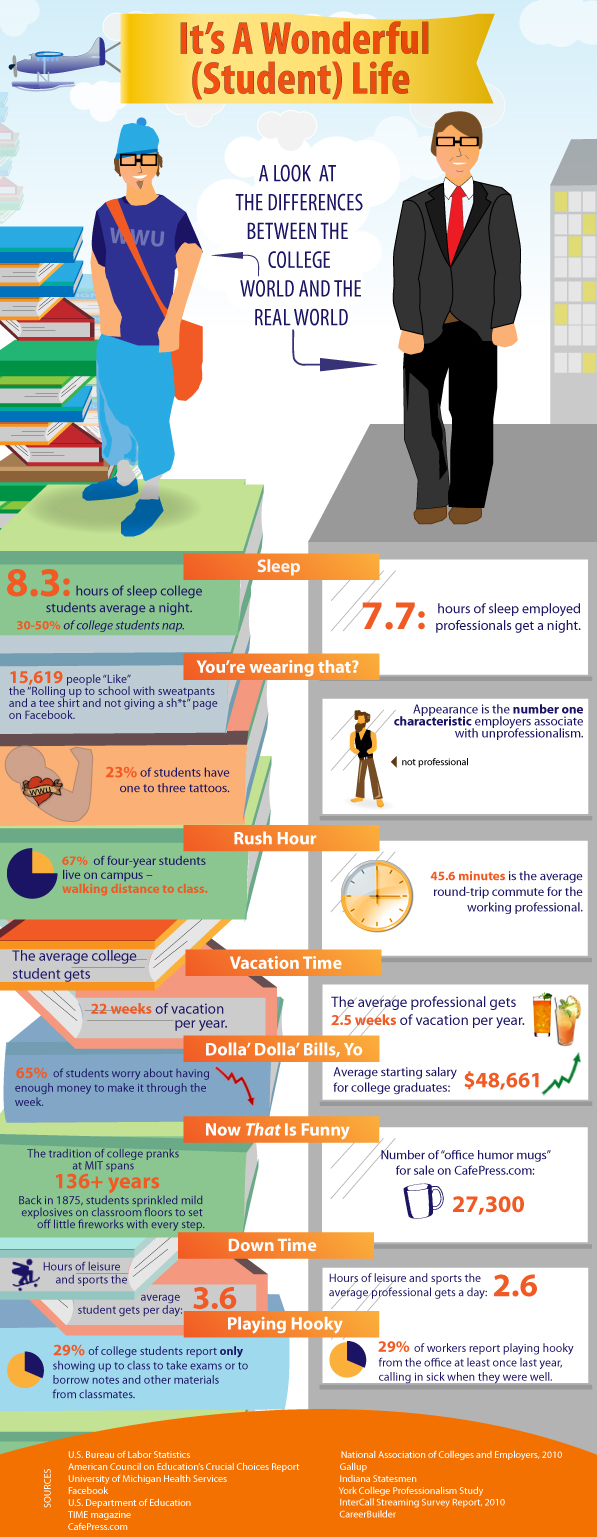 It's A Wonderful
(Student) Life
A LOOK AT
THE DIFFERENCES
BETWEEN THE
COLLEGE
WORLD AND THE
REAL WORLD
WWU
Sleep
8.3: hours of sleep college
students average a night.
30-50% of college students nap.
7.7: hours of sleep employed
professionals get a night.
You're wearing that?
15,619 people "Like"
the "Rolling up to school with sweatpants
and a tee shirt and not giving a sh*t" page
on Facebook.
Appearance is the number one
characteristic employers associate
with unprofessionalism.
not professional
WWU
23% of students have
one to three tattoos.
Rush Hour
67% of four-year students
live on campus –
walking distance to class.
45.6 minutes is the average
round-trip commute for the
working professional.
Vacation Time
The average college
student gets
22 weeks of vacation
per year.
The average professional gets
2.5 weeks of vacation per year.
Dolla' Dolla' Bills, Yo
65% of students worry about having
enough money to make it through the
week.
Average starting salary
for college graduates: $48,661
Now That Is Funny
The tradition of college pranks
at MIT spans
136+ years
Back in 1875, students sprinkled mild
explosives on classroom floors to set
off little fireworks with every step.
Number of "office humor mugs"
for sale on CafePress.com:
27,300
Down Time
Hours of leisure
and sports the
average
student gets per day: 3.6
Hours of leisure and sports the
average professional gets a day: 2.6
Playing Hooky
29% of college students report only
showing up to class to take exams or to
borrow notes and other materials
from classmates.
29% of workers report playing hooky
from the office at least once last year,
calling in sick when they were well.
SOURCES
U.S. Bureau of Labor Statistics
American Council on Education's Crucial Choices Report
University of Michigan Health Services
Facebook
U.S. Department of Education
TIME magazine
CafePress.com
National Association of Colleges and Employers, 2010
Gallup
Indiana Statesmen
York College Professionalism Study
InterCall Streaming Survey Report, 2010
CareerBuilder